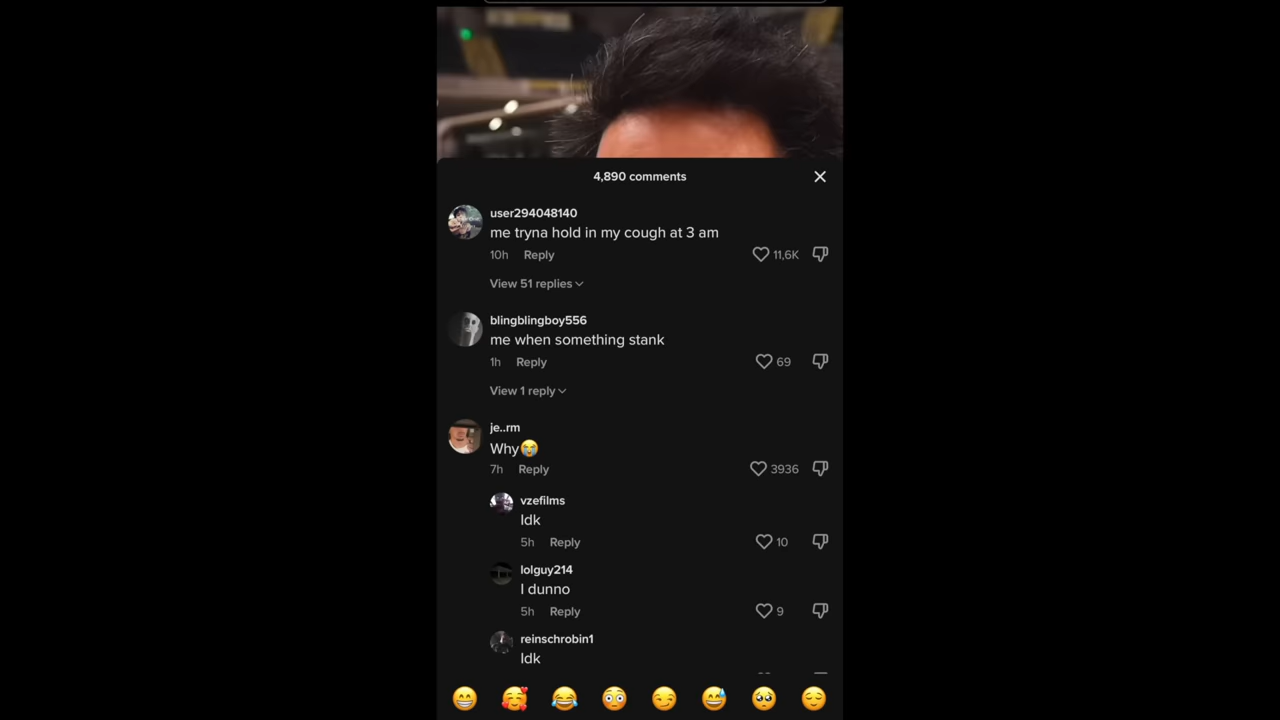 4,890 comments
user294048140
me tryna hold in my cough at 3 am
10h Reply 11,6K
View 51 replies
blingblingboy556
me when something stank
1h Reply 69
View 1 reply
je..rm
Why😭
7h Reply 3936
vzefilms
Idk
5h Reply 10
lolguy214
I dunno
5h Reply 9
reinschrobin1
Idk